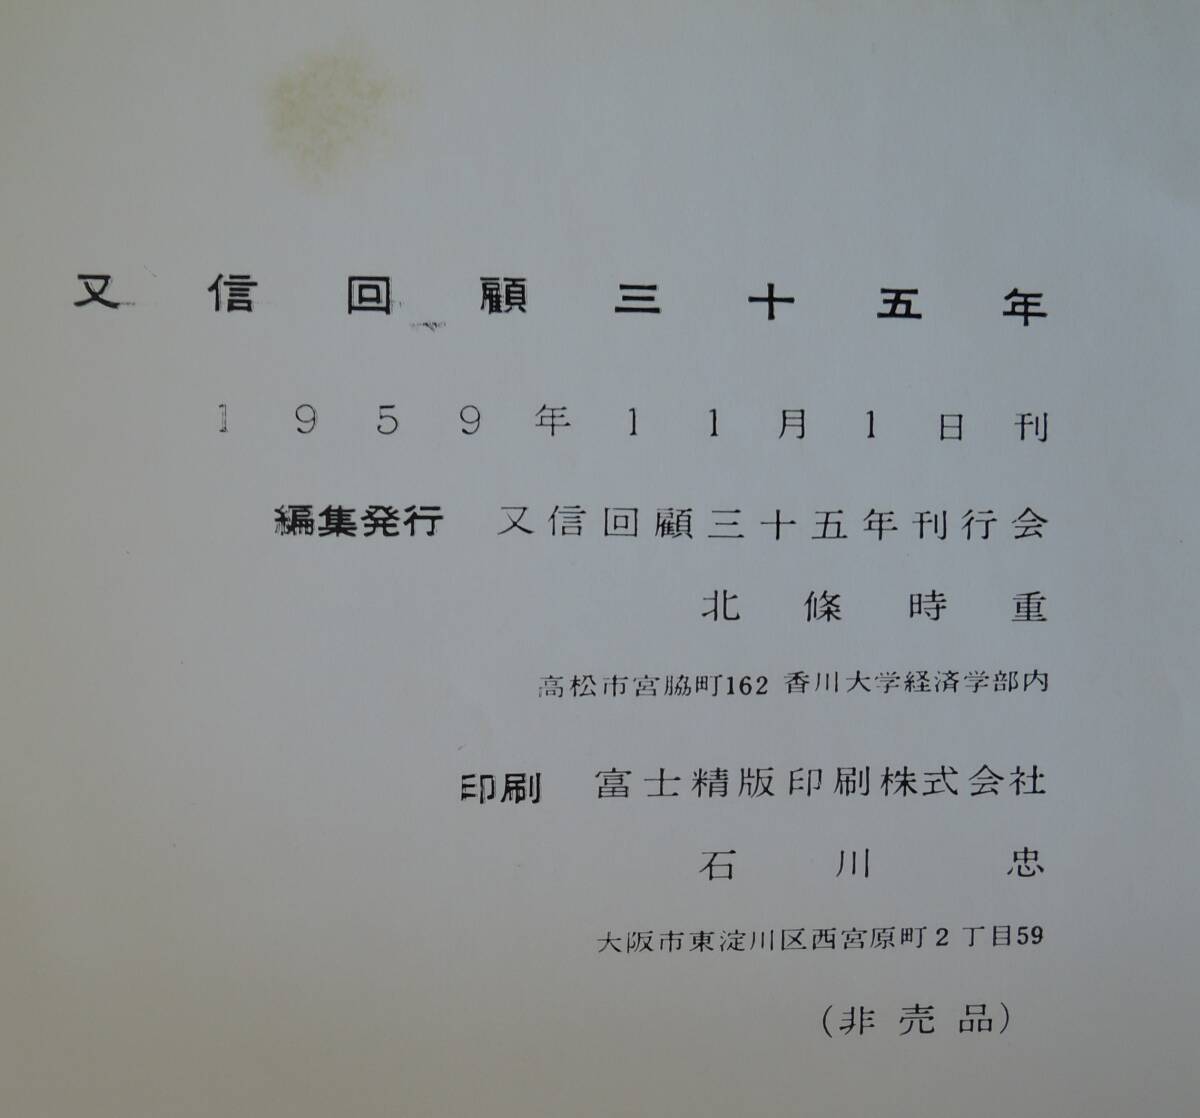 又信回顧三十五年
1959年11月1日刊
編集発行 又信回顧三十五年刊行会
北條時重
高松市宮脇町162 香川大学経済学部内
印刷 富士精版印刷株式会社
石川忠
大阪市東淀川区西宮原町2丁目59
(非売品)